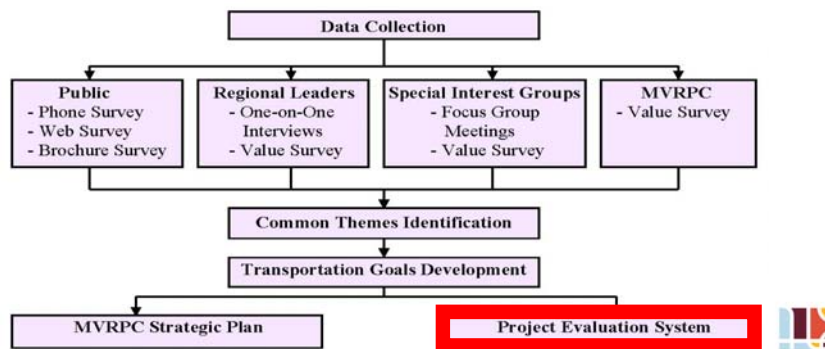 Data Collection
Public
- Phone Survey
- Web Survey
- Brochure Survey
Regional Leaders
- One-on-One
Interviews
- Value Survey
Special Interest Groups
- Focus Group
Meetings
- Value Survey
MVRPC
- Value Survey
Common Themes Identification
Transportation Goals Development
MVRPC Strategic Plan
Project Evaluation System